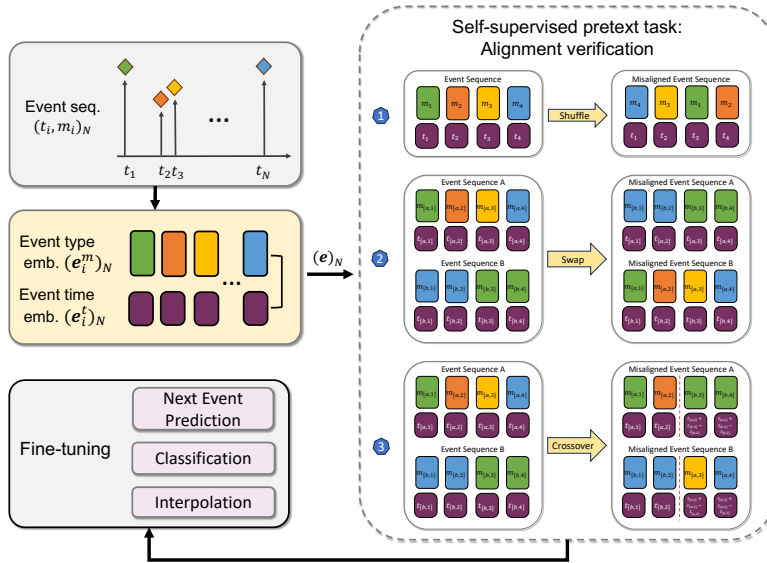 Event seq.
(t_i, m_i)_N
...
t_1 t_2 t_3 t_N
Event type
emb. (e_i^m)_N
...
Event time
emb. (e_i^t)_N
(e)_N
Fine-tuning
Next Event
Prediction
Classification
Interpolation
Self-supervised pretext task:
Alignment verification
1
Event Sequence
m_1 m_2 m_3 m_4
t_1 t_2 t_3 t_4
Shuffle
Misaligned Event Sequence
m_4 m_3 m_1 m_2
t_1 t_2 t_3 t_4
2
Event Sequence A
m_[a,1] m_[a,2] m_[a,3] m_[a,4]
t_[a,1] t_[a,2] t_[a,3] t_[a,4]
Event Sequence B
m_[b,1] m_[b,2] m_[b,3] m_[b,4]
t_[b,1] t_[b,2] t_[b,3] t_[b,4]
Swap
Misaligned Event Sequence A
m_[b,1] m_[b,2] m_[b,3] m_[b,4]
t_[a,1] t_[a,2] t_[a,3] t_[a,4]
Misaligned Event Sequence B
m_[a,1] m_[a,2] m_[a,3] m_[a,4]
t_[b,1] t_[b,2] t_[b,3] t_[b,4]
3
Event Sequence A
m_[a,1] m_[a,2] m_[a,3] m_[a,4]
t_[a,1] t_[a,2] t_[a,3] t_[a,4]
Event Sequence B
m_[b,1] m_[b,2] m_[b,3] m_[b,4]
t_[b,1] t_[b,2] t_[b,3] t_[b,4]
Crossover
Misaligned Event Sequence A
m_[a,1] m_[a,2] m_[b,3] m_[b,4]
t_[a,1] t_[a,2]
Misaligned Event Sequence B
m_[b,1] m_[b,2] m_[a,3] m_[a,4]
t_[b,1] t_[b,2]